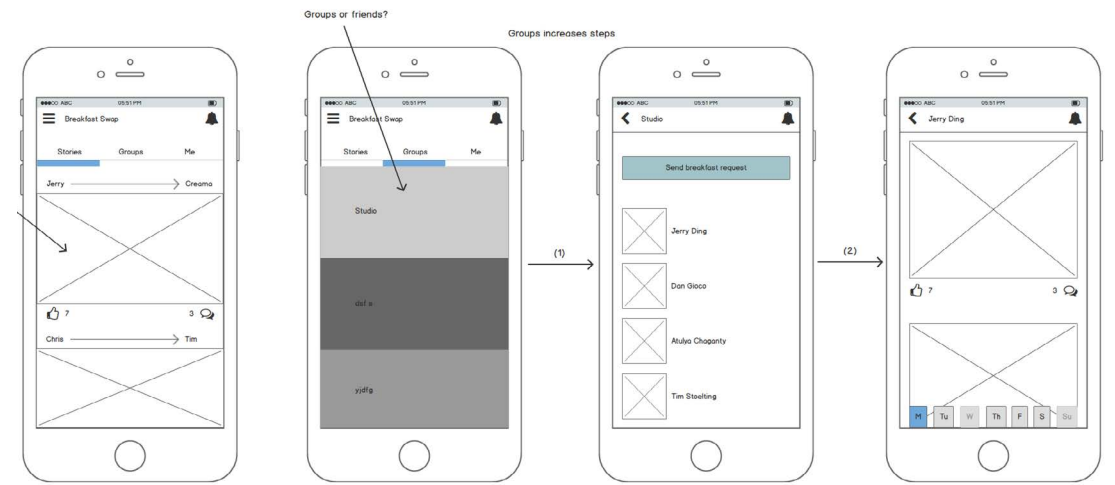 Groups or friends?
Groups increases steps
ABC 05:51 PM
Breakfast Swap
Stories Groups Me
Jerry Creama
7 3
Chris Tim
ABC 05:51 PM
Breakfast Swap
Stories Groups Me
Studio
yjdfg
(1)
ABC 05:51 PM
Studio
Send breakfast request
Jerry Ding
Dan Gioco
Atulya Chaganty
Tim Stoelting
(2)
ABC 05:51 PM
Jerry Ding
7 3
M Tu W Th F S Su